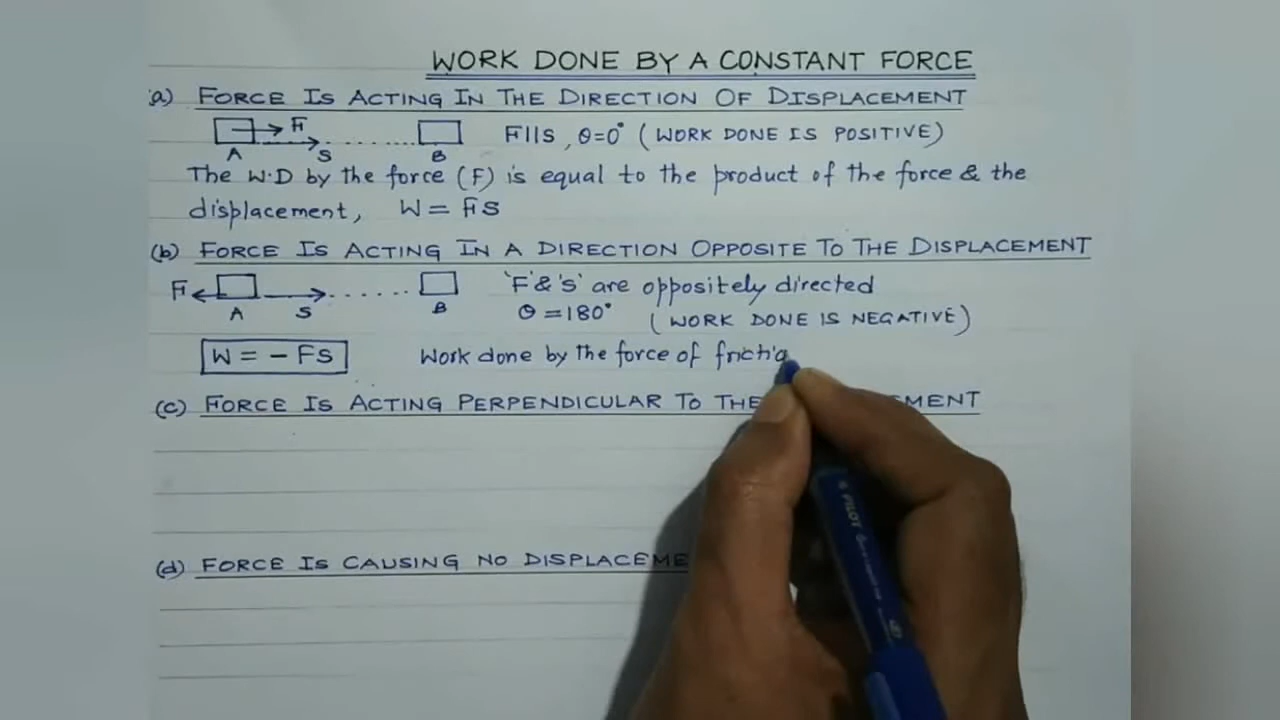 WORK DONE BY A CONSTANT FORCE
(a) FORCE IS ACTING IN THE DIRECTION OF DISPLACEMENT
F
F||S , θ=0° (WORK DONE IS POSITIVE)
A S B
The W.D by the force (F) is equal to the product of the force & the
displacement, W = FS
(b) FORCE IS ACTING IN A DIRECTION OPPOSITE TO THE DISPLACEMENT
F
'F' & 'S' are oppositely directed
A S B
θ = 180° (WORK DONE IS NEGATIVE)
W = - FS Work done by the force of frictio
(c) FORCE IS ACTING PERPENDICULAR TO THE EMENT
(d) FORCE IS CAUSING NO DISPLACEME
PILOT